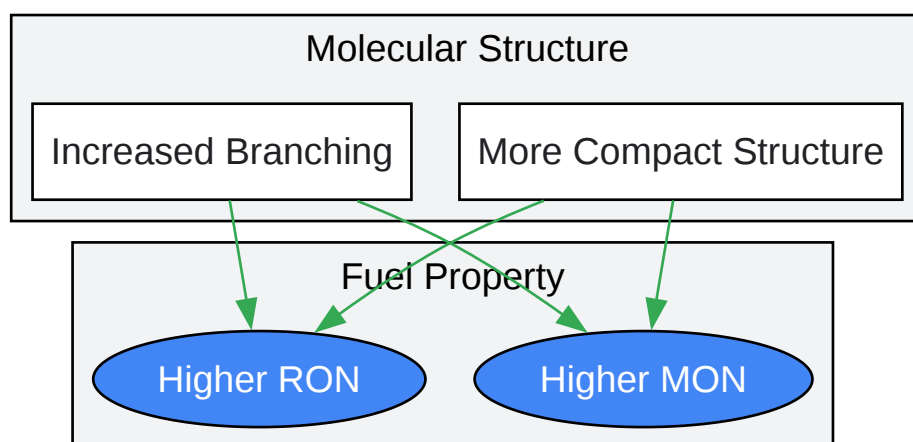 Molecular Structure
Increased Branching
More Compact Structure
Fuel Property
Higher RON
Higher MON